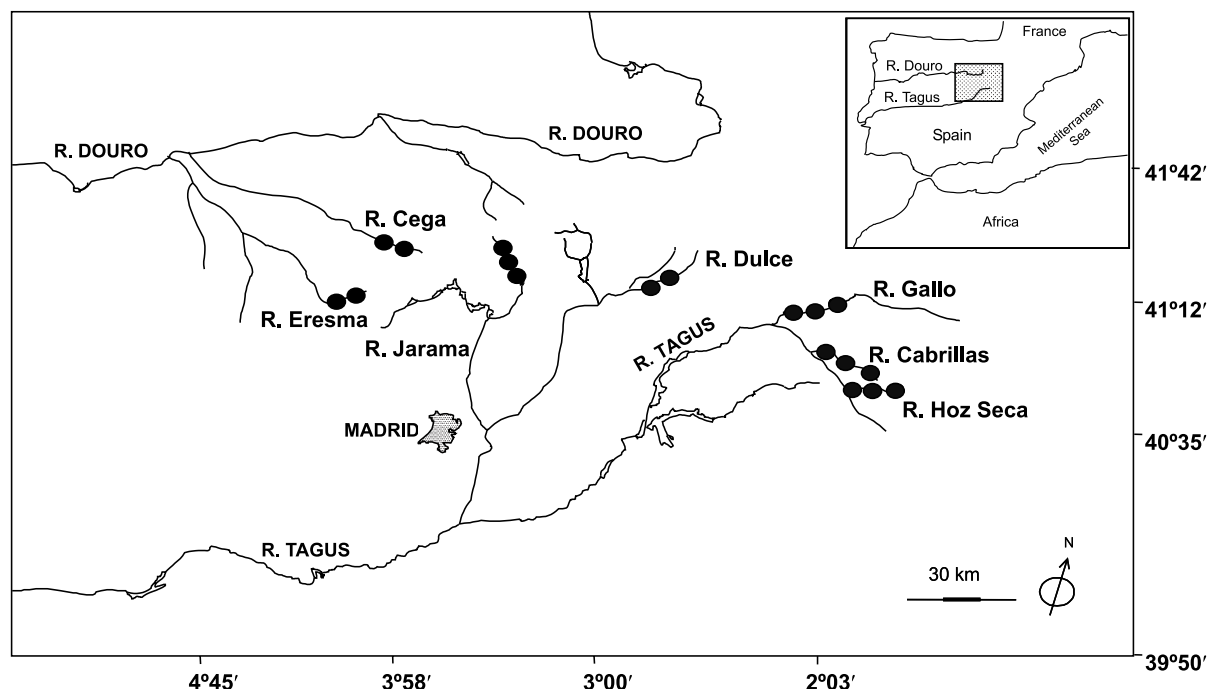 France
R. Douro
R. Tagus
Spain
Mediterranean
Sea
Africa
R. DOURO
R. DOURO
41º42′
R. Cega
R. Dulce
R. Gallo
41º12′
R. Eresma
R. Jarama
R. TAGUS
R. Cabrillas
R. Hoz Seca
MADRID
40º35′
R. TAGUS
N
30 km
39º50′
4º45′
3º58′
3º00′
2º03′